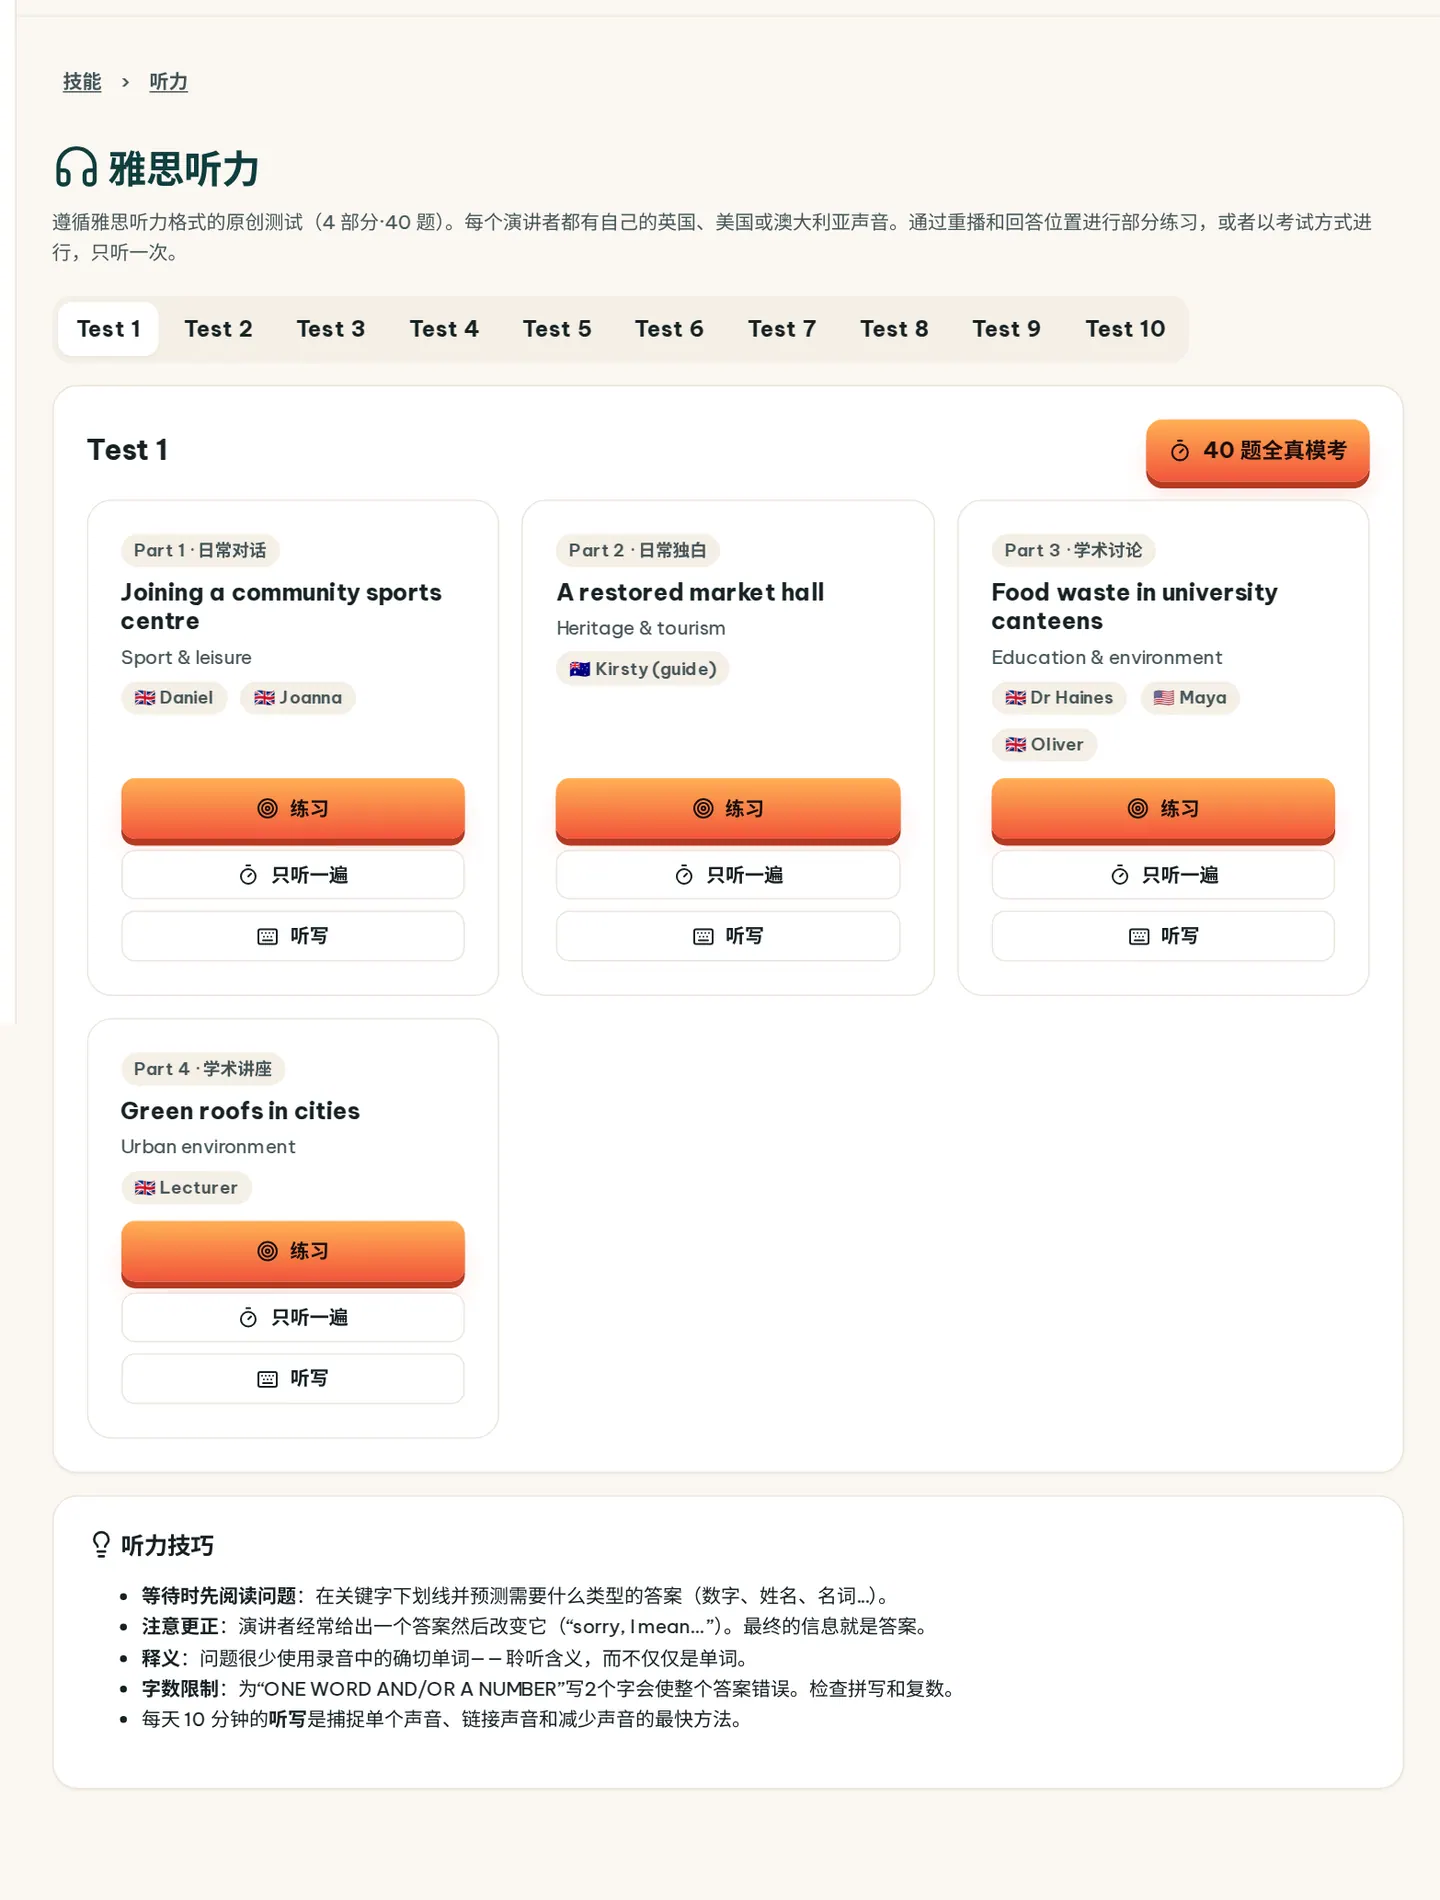 技能 › 听力
雅思听力
遵循雅思听力格式的原创测试（4 部分·40 题）。每个演讲者都有自己的英国、美国或澳大利亚声音。通过重播和回答位置进行部分练习，或者以考试方式进
行，只听一次。
Test 1 Test 2 Test 3 Test 4 Test 5 Test 6 Test 7 Test 8 Test 9 Test 10
Test 1
40 题全真模考
Part 1 · 日常对话
Joining a community sports
centre
Sport & leisure
🇬🇧 Daniel 🇬🇧 Joanna
练习
只听一遍
听写
Part 2 · 日常独白
A restored market hall
Heritage & tourism
🇦🇺 Kirsty (guide)
练习
只听一遍
听写
Part 3 · 学术讨论
Food waste in university
canteens
Education & environment
🇬🇧 Dr Haines 🇺🇸 Maya
🇬🇧 Oliver
练习
只听一遍
听写
Part 4 · 学术讲座
Green roofs in cities
Urban environment
🇬🇧 Lecturer
练习
只听一遍
听写
听力技巧
• 等待时先阅读问题：在关键字下划线并预测需要什么类型的答案（数字、姓名、名词...）。
• 注意更正：演讲者经常给出一个答案然后改变它（“sorry, I mean...”）。最终的信息就是答案。
• 释义：问题很少使用录音中的确切单词——聆听含义，而不仅仅是单词。
• 字数限制：为“ONE WORD AND/OR A NUMBER”写2个字会使整个答案错误。检查拼写和复数。
• 每天 10 分钟的听写是捕捉单个声音、链接声音和减少声音的最快方法。